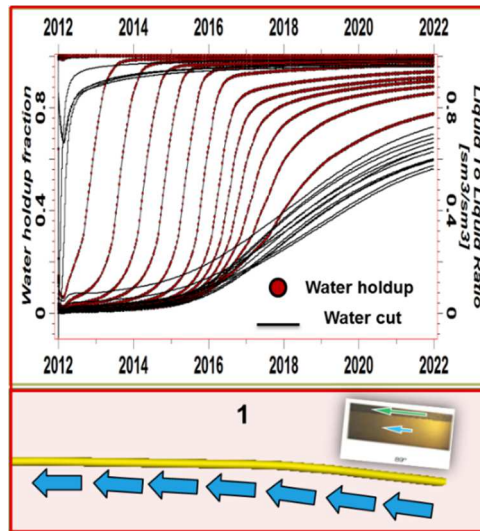 2012 2014 2016 2018 2020 2022
0.8 0.8
0.4 0.4
0 0
Water holdup fraction
Liquid To Liquid Ratio
[sm3/sm3]
Water holdup
Water cut
2012 2014 2016 2018 2020 2022
1
89°